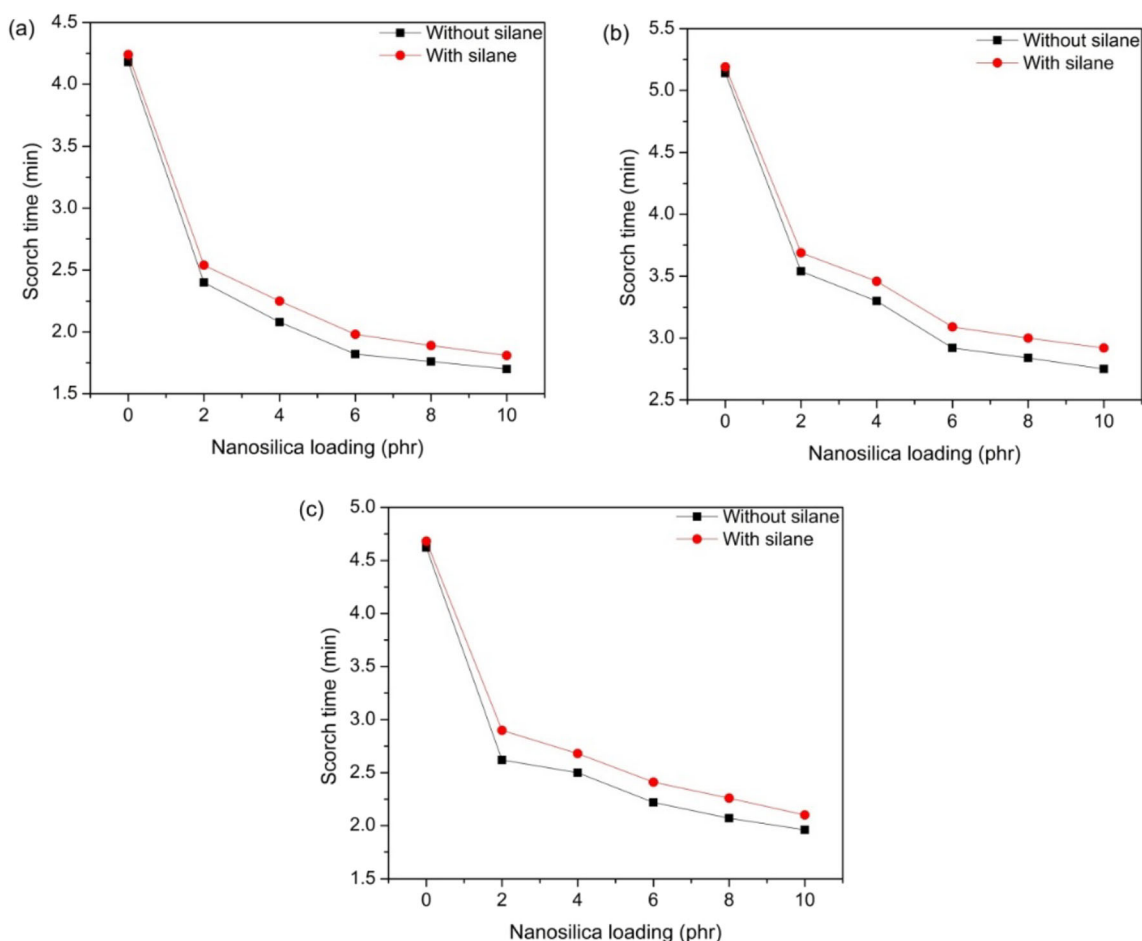 (a)
Without silane
With silane
4.5
4.0
3.5
3.0
2.5
2.0
1.5
Scorch time (min)
0 2 4 6 8 10
Nanosilica loading (phr)
(b)
Without silane
With silane
5.5
5.0
4.5
4.0
3.5
3.0
2.5
Scorch time (min)
0 2 4 6 8 10
Nanosilica loading (phr)
(c)
Without silane
With silane
5.0
4.5
4.0
3.5
3.0
2.5
2.0
1.5
Scorch time (min)
0 2 4 6 8 10
Nanosilica loading (phr)